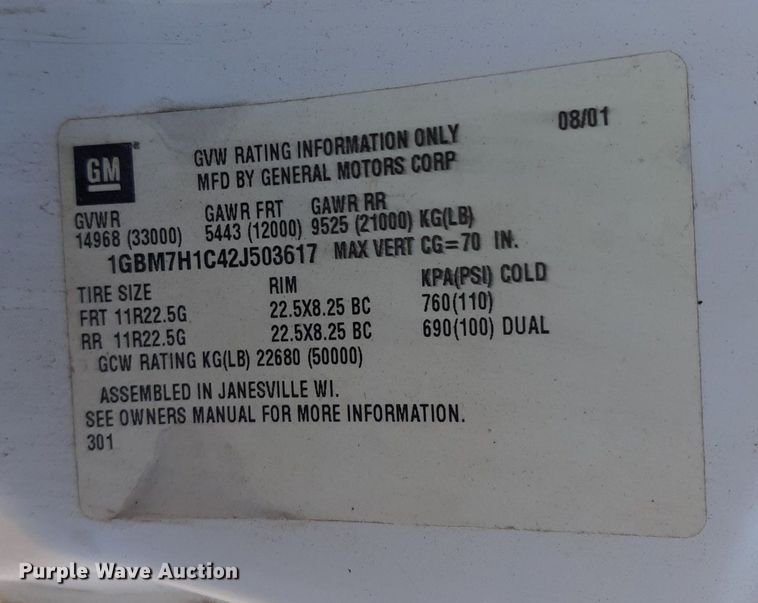 08/01
GM
GVW RATING INFORMATION ONLY
MFD BY GENERAL MOTORS CORP
GVWR GAWR FRT GAWR RR
14968 (33000) 5443 (12000) 9525 (21000) KG(LB)
1GBM7H1C42J503617 MAX VERT CG=70 IN.
TIRE SIZE RIM KPA(PSI) COLD
FRT 11R22.5G 22.5X8.25 BC 760(110)
RR 11R22.5G 22.5X8.25 BC 690(100) DUAL
GCW RATING KG(LB) 22680 (50000)
ASSEMBLED IN JANESVILLE WI.
SEE OWNERS MANUAL FOR MORE INFORMATION.
301
Purple Wave Auction